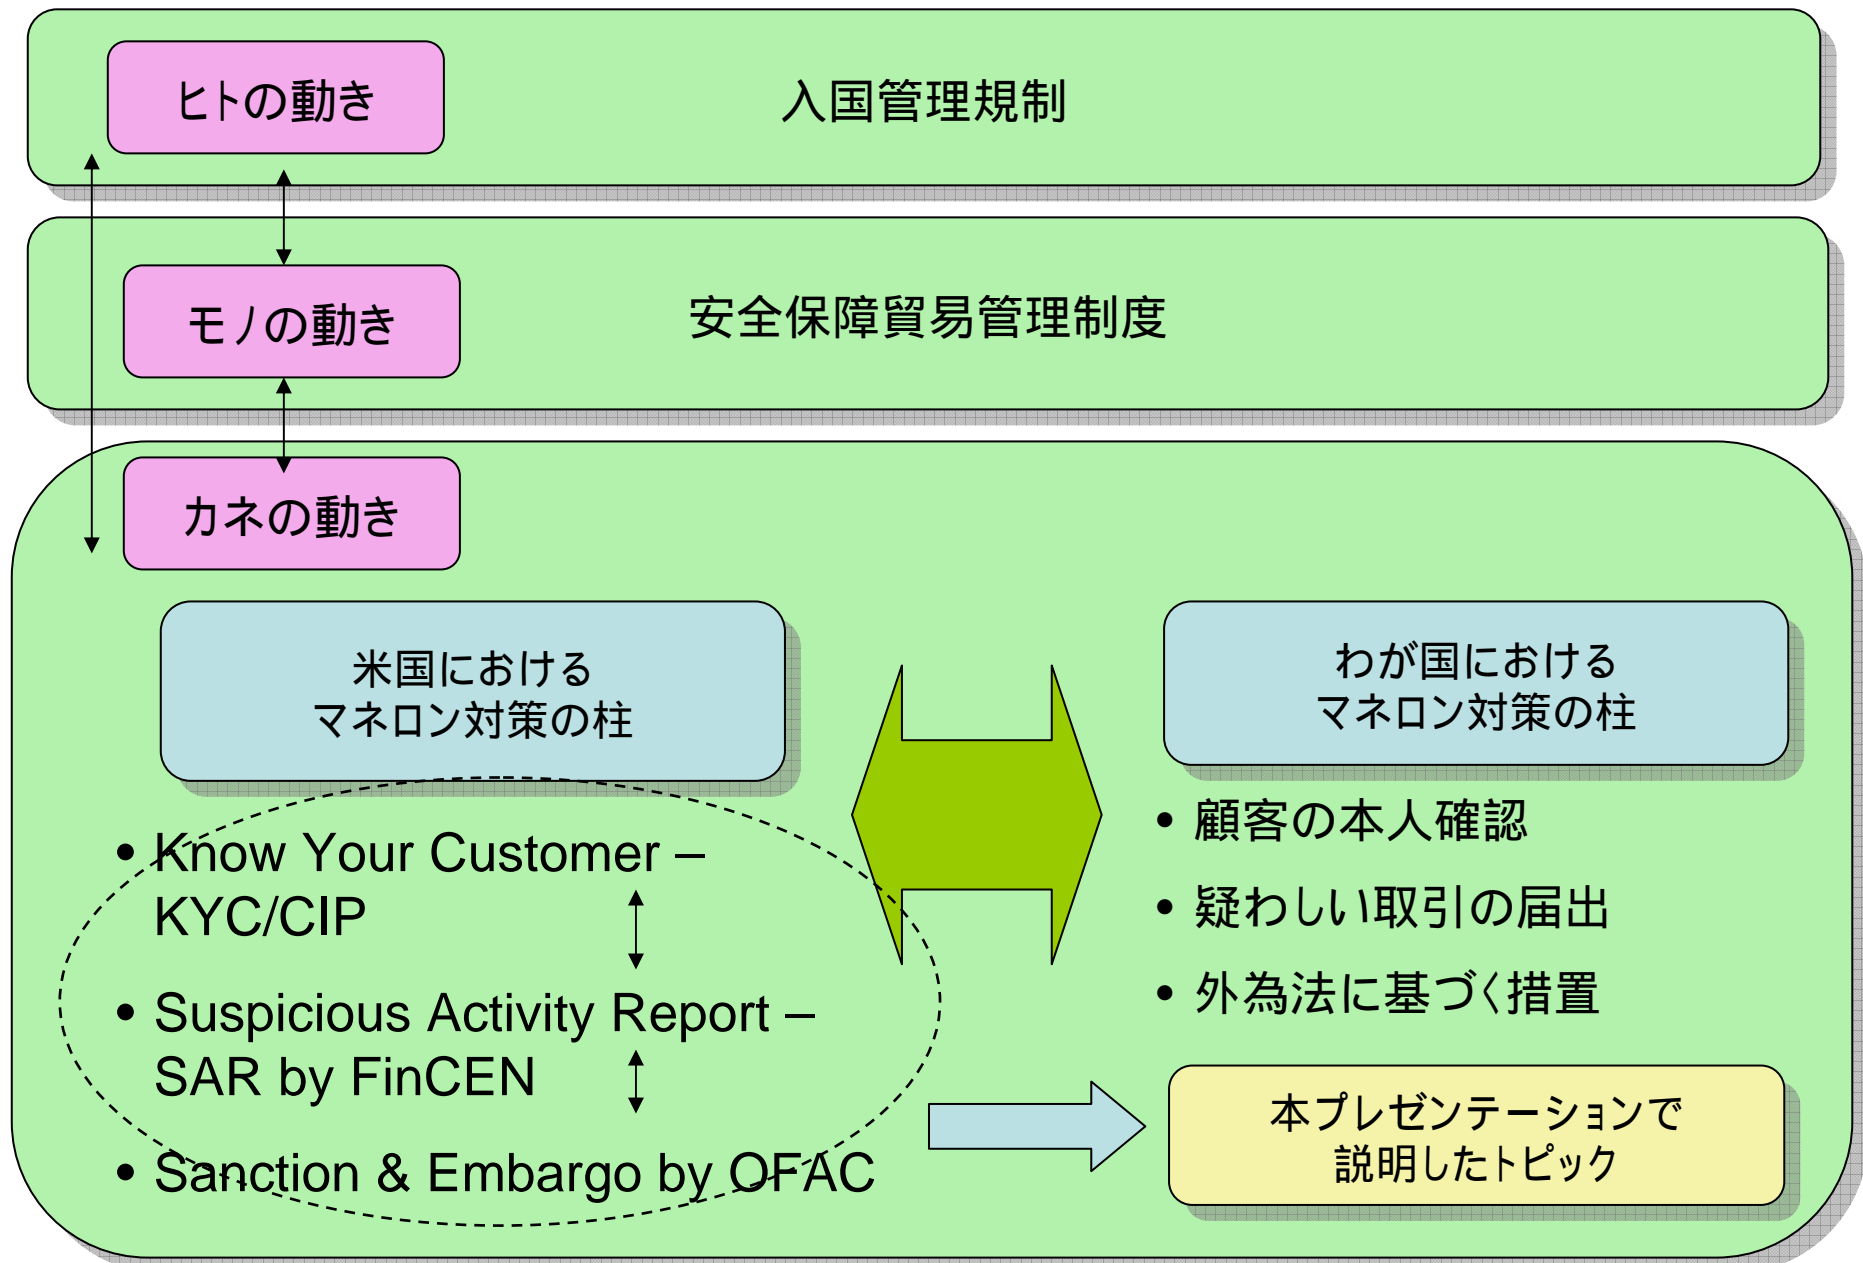 ヒトの動き
入国管理規制
モノの動き
安全保障貿易管理制度
カネの動き
米国における
マネロン対策の柱
• Know Your Customer –
KYC/CIP
• Suspicious Activity Report –
SAR by FinCEN
• Sanction & Embargo by OFAC
わが国における
マネロン対策の柱
• 顧客の本人確認
• 疑わしい取引の届出
• 外為法に基づく措置
本プレゼンテーションで
説明したトピック